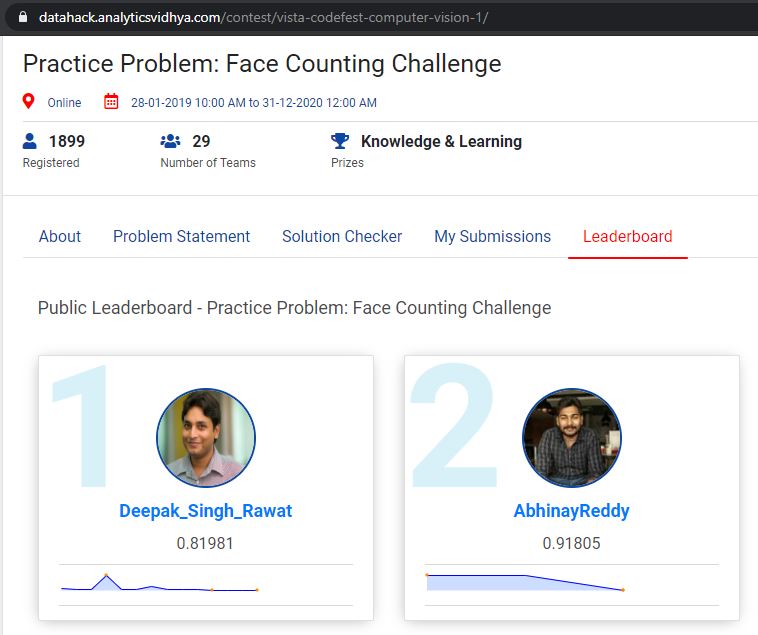 datahack.analyticsvidhya.com/contest/vista-codefest-computer-vision-1/
Practice Problem: Face Counting Challenge
Online 28-01-2019 10:00 AM to 31-12-2020 12:00 AM
1899 29 Knowledge & Learning
Registered Number of Teams Prizes
About Problem Statement Solution Checker My Submissions Leaderboard
Public Leaderboard - Practice Problem: Face Counting Challenge
1 2
Deepak_Singh_Rawat AbhinayReddy
0.81981 0.91805